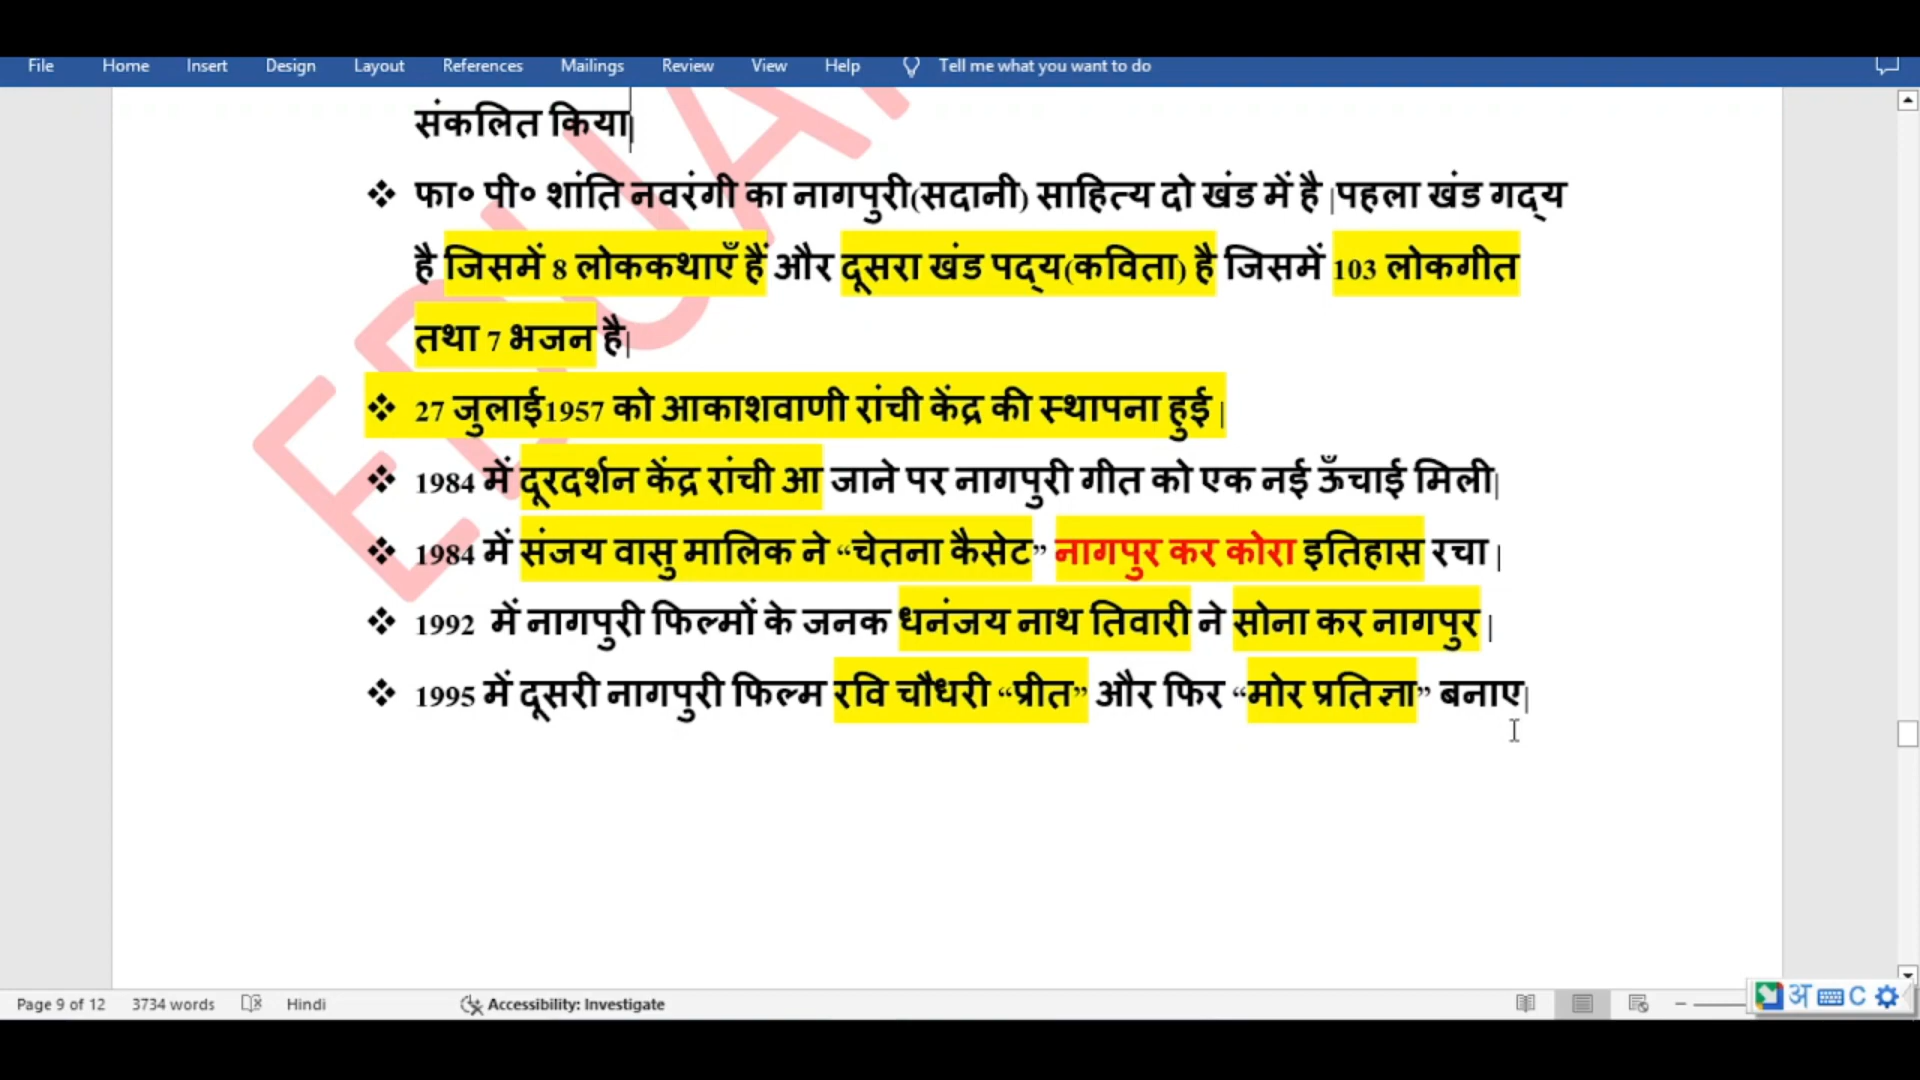 File Home Insert Design Layout References Mailings Review View Help Tell me what you want to do
संकलित किया|
❖ फा० पी० शांति नवरंगी का नागपुरी(सदानी) साहित्य दो खंड में है |पहला खंड गद्य
है जिसमें 8 लोककथाएँ हैं और दूसरा खंड पद्य(कविता) है जिसमें 103 लोकगीत
तथा 7 भजन है|
❖ 27 जुलाई1957 को आकाशवाणी रांची केंद्र की स्थापना हुई |
❖ 1984 में दूरदर्शन केंद्र रांची आ जाने पर नागपुरी गीत को एक नई ऊँचाई मिली|
❖ 1984 में संजय वासु मालिक ने “चेतना कैसेट” नागपुर कर कोरा इतिहास रचा |
❖ 1992 में नागपुरी फिल्मों के जनक धनंजय नाथ तिवारी ने सोना कर नागपुर |
❖ 1995 में दूसरी नागपुरी फिल्म रवि चौधरी “प्रीत” और फिर “मोर प्रतिज्ञा” बनाए|
Page 9 of 12 3734 words Hindi Accessibility: Investigate अ C